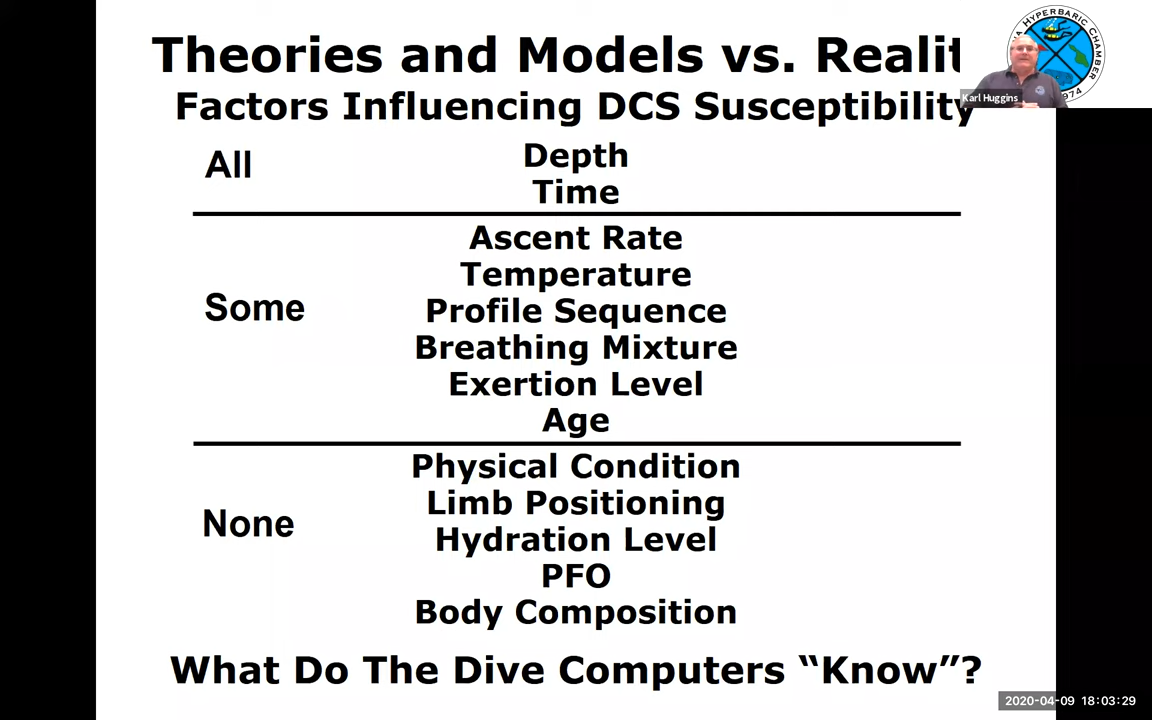 Theories and Models vs. Realit
Factors Influencing DCS Susceptibility
All
Depth
Time
Some
Ascent Rate
Temperature
Profile Sequence
Breathing Mixture
Exertion Level
Age
None
Physical Condition
Limb Positioning
Hydration Level
PFO
Body Composition
What Do The Dive Computers “Know”?
HYPERBARIC CHAMBER
Karl Huggins
2020-04-09 18:03:29